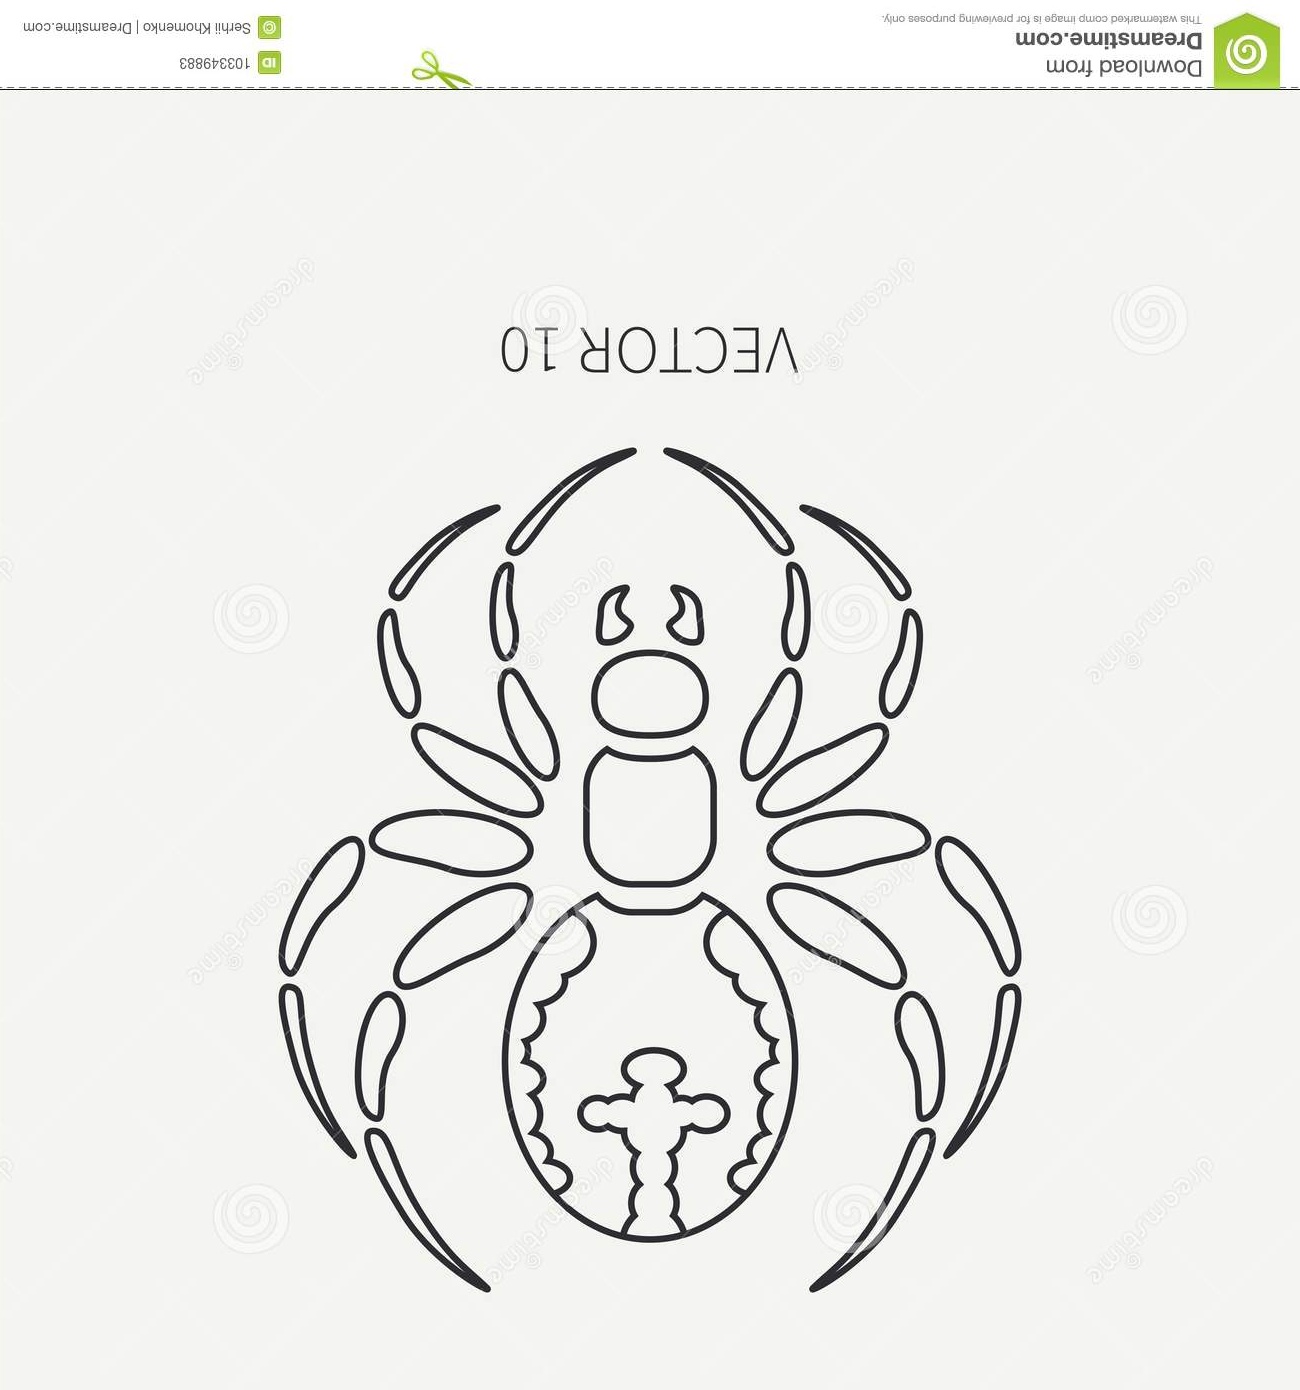 VECTOR 10
Download from
Dreamstime.com
This watermarked comp image is for previewing purposes only.
ID 103349883
© Serhii Khomenko | Dreamstime.com
dreamstime